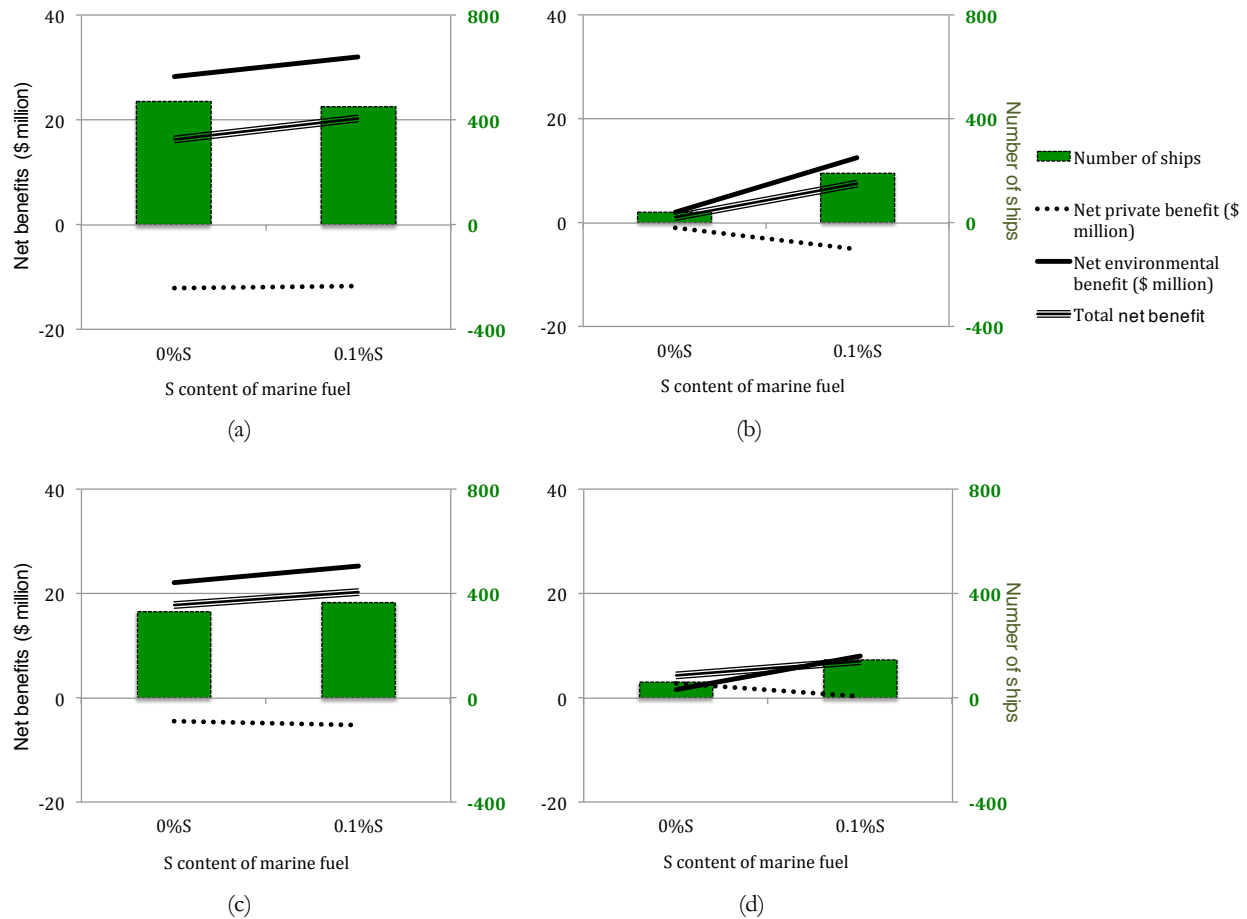 40
20
0
-20
Net benefits ($ million)
800
400
0
-400
0%S
0.1%S
S content of marine fuel
(a)
40
20
0
-20
800
400
0
-400
Number of ships
0%S
0.1%S
S content of marine fuel
(b)
Number of ships
Net private benefit ($
million)
Net environmental
benefit ($ million)
Total net benefit
40
20
0
-20
Net benefits ($ million)
800
400
0
-400
0%S
0.1%S
S content of marine fuel
(c)
40
20
0
-20
800
400
0
-400
Number of ships
0%S
0.1%S
S content of marine fuel
(d)